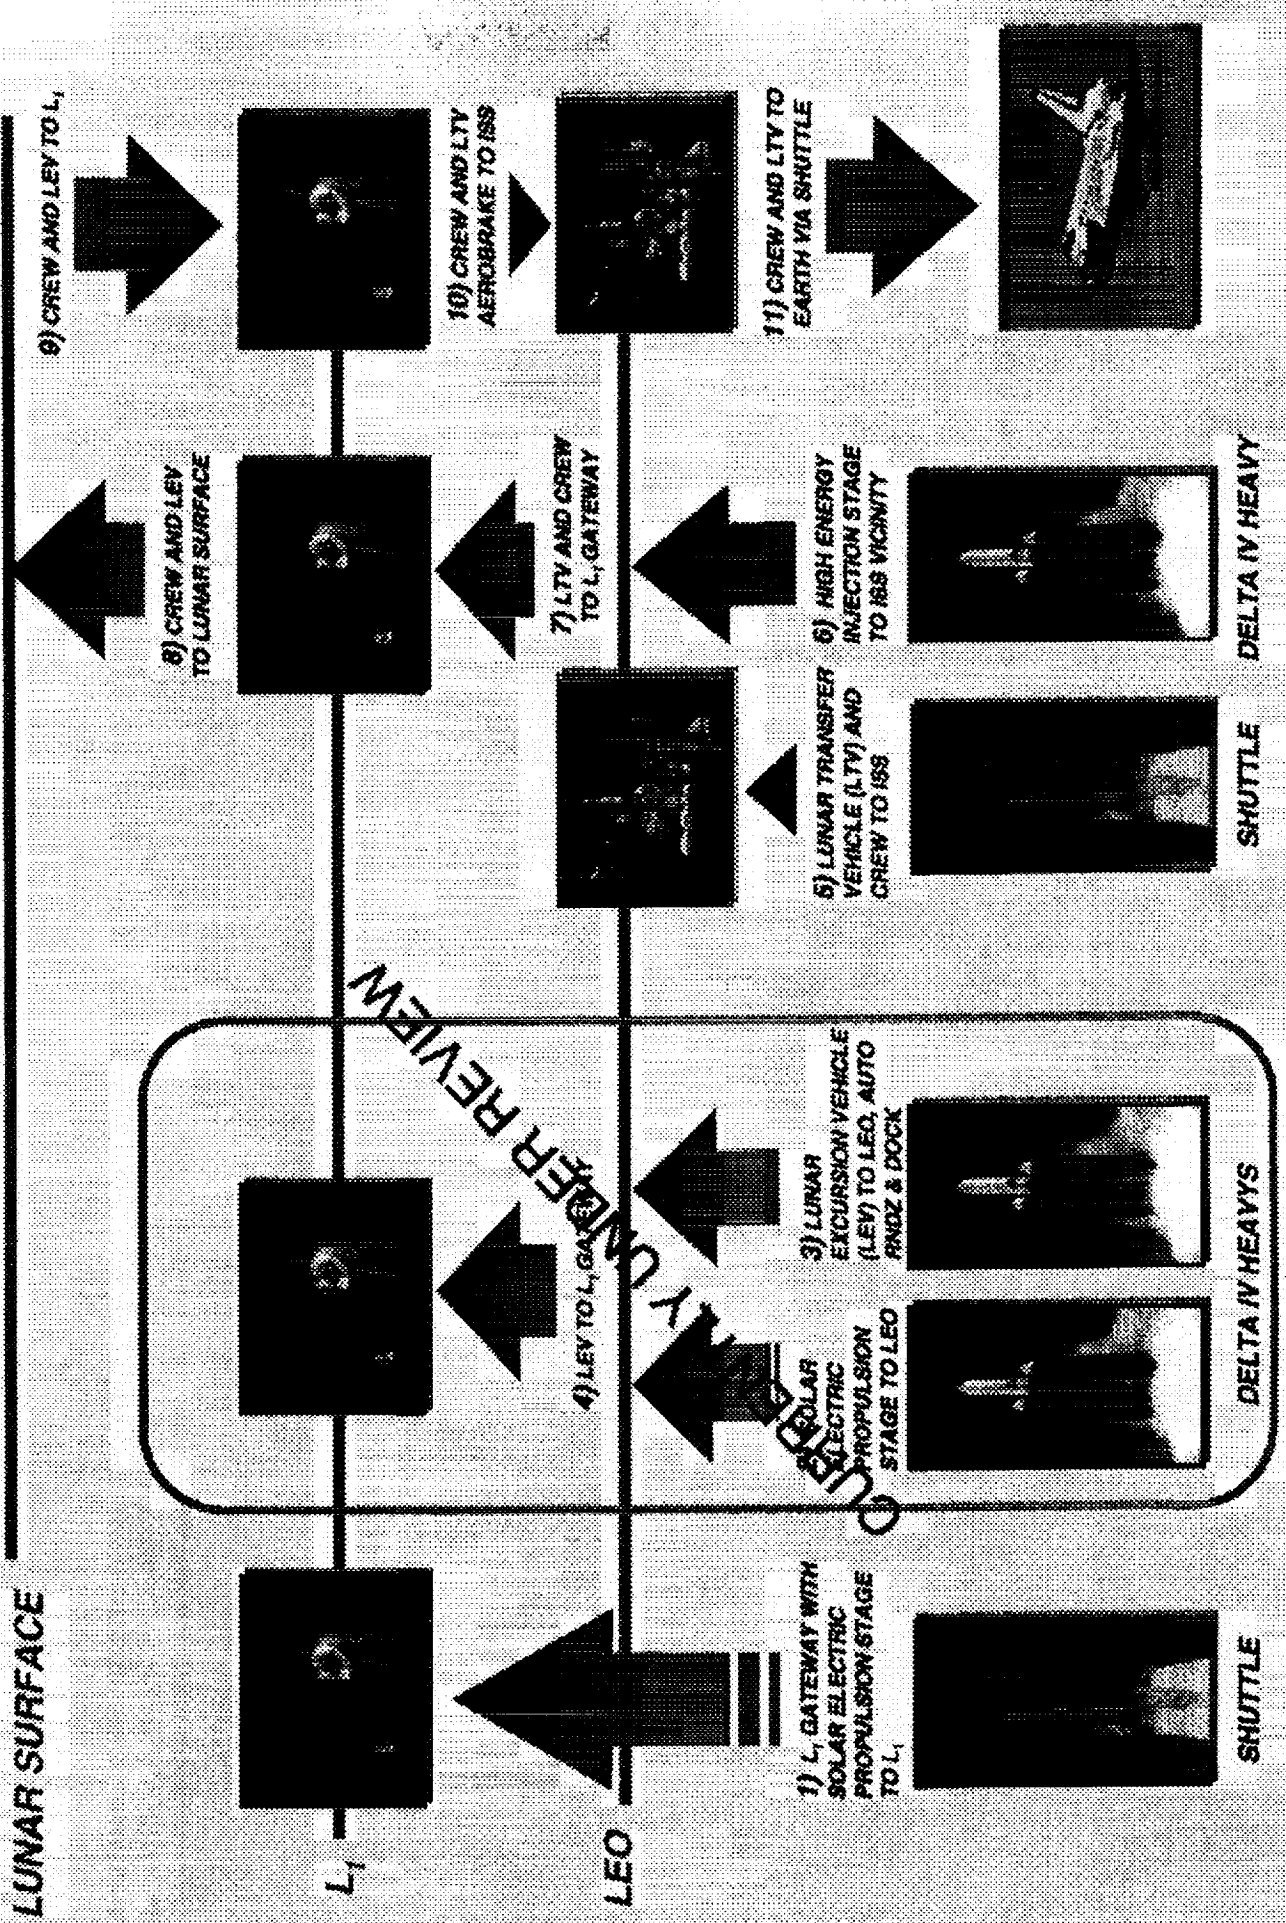 LUNAR SURFACE
L₁
LEO
1) L₁ GATEWAY WITH
SOLAR ELECTRIC
PROPULSION STAGE
TO L₁
SHUTTLE
SOLAR
ELECTRIC
PROPULSION
STAGE TO LEO
3) LUNAR
EXCURSION VEHICLE
(LEV) TO LEO, AUTO
RNDZ & DOCK
DELTA IV HEAVYS
4) LEV TO L₁ GATEWAY
CURRENTLY UNDER REVIEW
5) LUNAR TRANSFER
VEHICLE (LTV) AND
CREW TO ISS
SHUTTLE
6) HIGH ENERGY
INJECTION STAGE
TO ISS VICINTY
DELTA IV HEAVY
7) LTV AND CREW
TO L₁ GATEWAY
8) CREW AND LEV
TO LUNAR SURFACE
9) CREW AND LEV TO L₁
10) CREW AND LTV
AEROBRAKE TO ISS
11) CREW AND LTV TO
EARTH VIA SHUTTLE